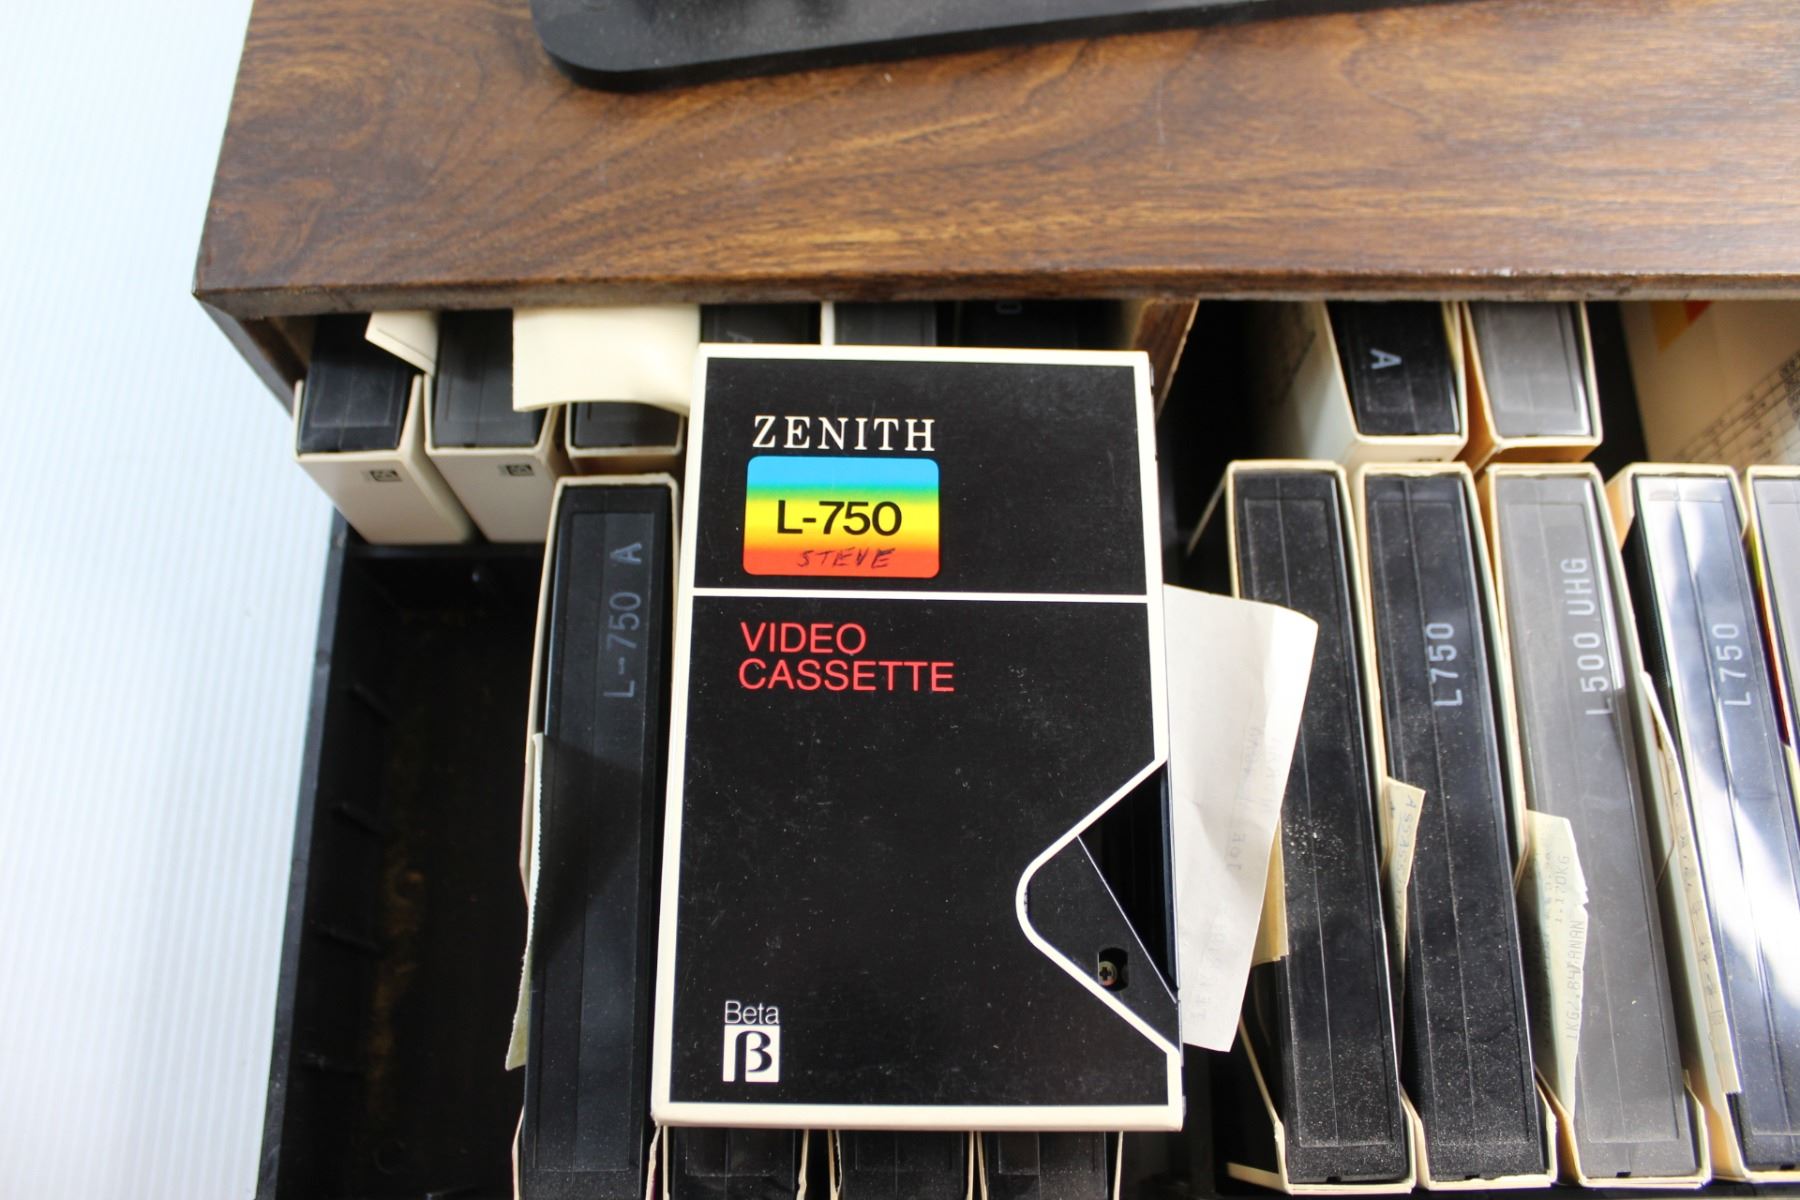 ZENITH
L-750
STEVE
VIDEO
CASSETTE
Beta
β
L-750 A
A
L750
L500 UHG
L750